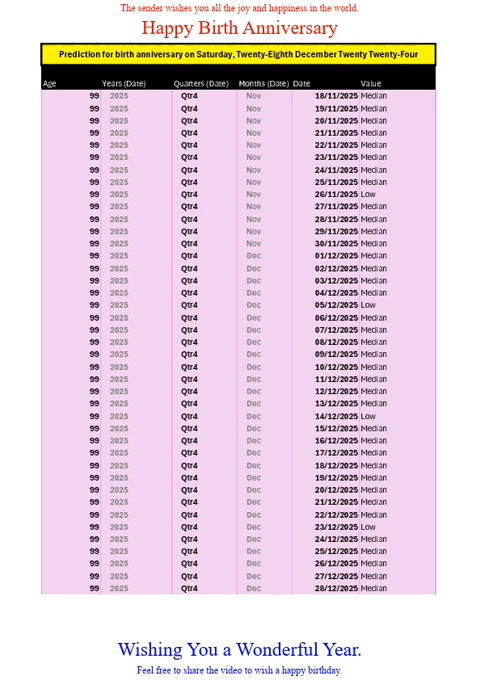 The sender wishes you all the joy and happiness in the world.
Happy Birth Anniversary
Prediction for birth anniversary on Saturday, Twenty-Eighth December Twenty Twenty-Four
Age Years (Date) Quarters (Date) Months (Date) Date Value
99 2025 Qtr4 Nov 18/11/2025 Median
99 2025 Qtr4 Nov 19/11/2025 Median
99 2025 Qtr4 Nov 20/11/2025 Median
99 2025 Qtr4 Nov 21/11/2025 Median
99 2025 Qtr4 Nov 22/11/2025 Median
99 2025 Qtr4 Nov 23/11/2025 Median
99 2025 Qtr4 Nov 24/11/2025 Median
99 2025 Qtr4 Nov 25/11/2025 Median
99 2025 Qtr4 Nov 26/11/2025 Low
99 2025 Qtr4 Nov 27/11/2025 Median
99 2025 Qtr4 Nov 28/11/2025 Median
99 2025 Qtr4 Nov 29/11/2025 Median
99 2025 Qtr4 Nov 30/11/2025 Median
99 2025 Qtr4 Dec 01/12/2025 Median
99 2025 Qtr4 Dec 02/12/2025 Median
99 2025 Qtr4 Dec 03/12/2025 Median
99 2025 Qtr4 Dec 04/12/2025 Median
99 2025 Qtr4 Dec 05/12/2025 Low
99 2025 Qtr4 Dec 06/12/2025 Median
99 2025 Qtr4 Dec 07/12/2025 Median
99 2025 Qtr4 Dec 08/12/2025 Median
99 2025 Qtr4 Dec 09/12/2025 Median
99 2025 Qtr4 Dec 10/12/2025 Median
99 2025 Qtr4 Dec 11/12/2025 Median
99 2025 Qtr4 Dec 12/12/2025 Median
99 2025 Qtr4 Dec 13/12/2025 Median
99 2025 Qtr4 Dec 14/12/2025 Low
99 2025 Qtr4 Dec 15/12/2025 Median
99 2025 Qtr4 Dec 16/12/2025 Median
99 2025 Qtr4 Dec 17/12/2025 Median
99 2025 Qtr4 Dec 18/12/2025 Median
99 2025 Qtr4 Dec 19/12/2025 Median
99 2025 Qtr4 Dec 20/12/2025 Median
99 2025 Qtr4 Dec 21/12/2025 Median
99 2025 Qtr4 Dec 22/12/2025 Median
99 2025 Qtr4 Dec 23/12/2025 Low
99 2025 Qtr4 Dec 24/12/2025 Median
99 2025 Qtr4 Dec 25/12/2025 Median
99 2025 Qtr4 Dec 26/12/2025 Median
99 2025 Qtr4 Dec 27/12/2025 Median
99 2025 Qtr4 Dec 28/12/2025 Median
Wishing You a Wonderful Year.
Feel free to share the video to wish a happy birthday.